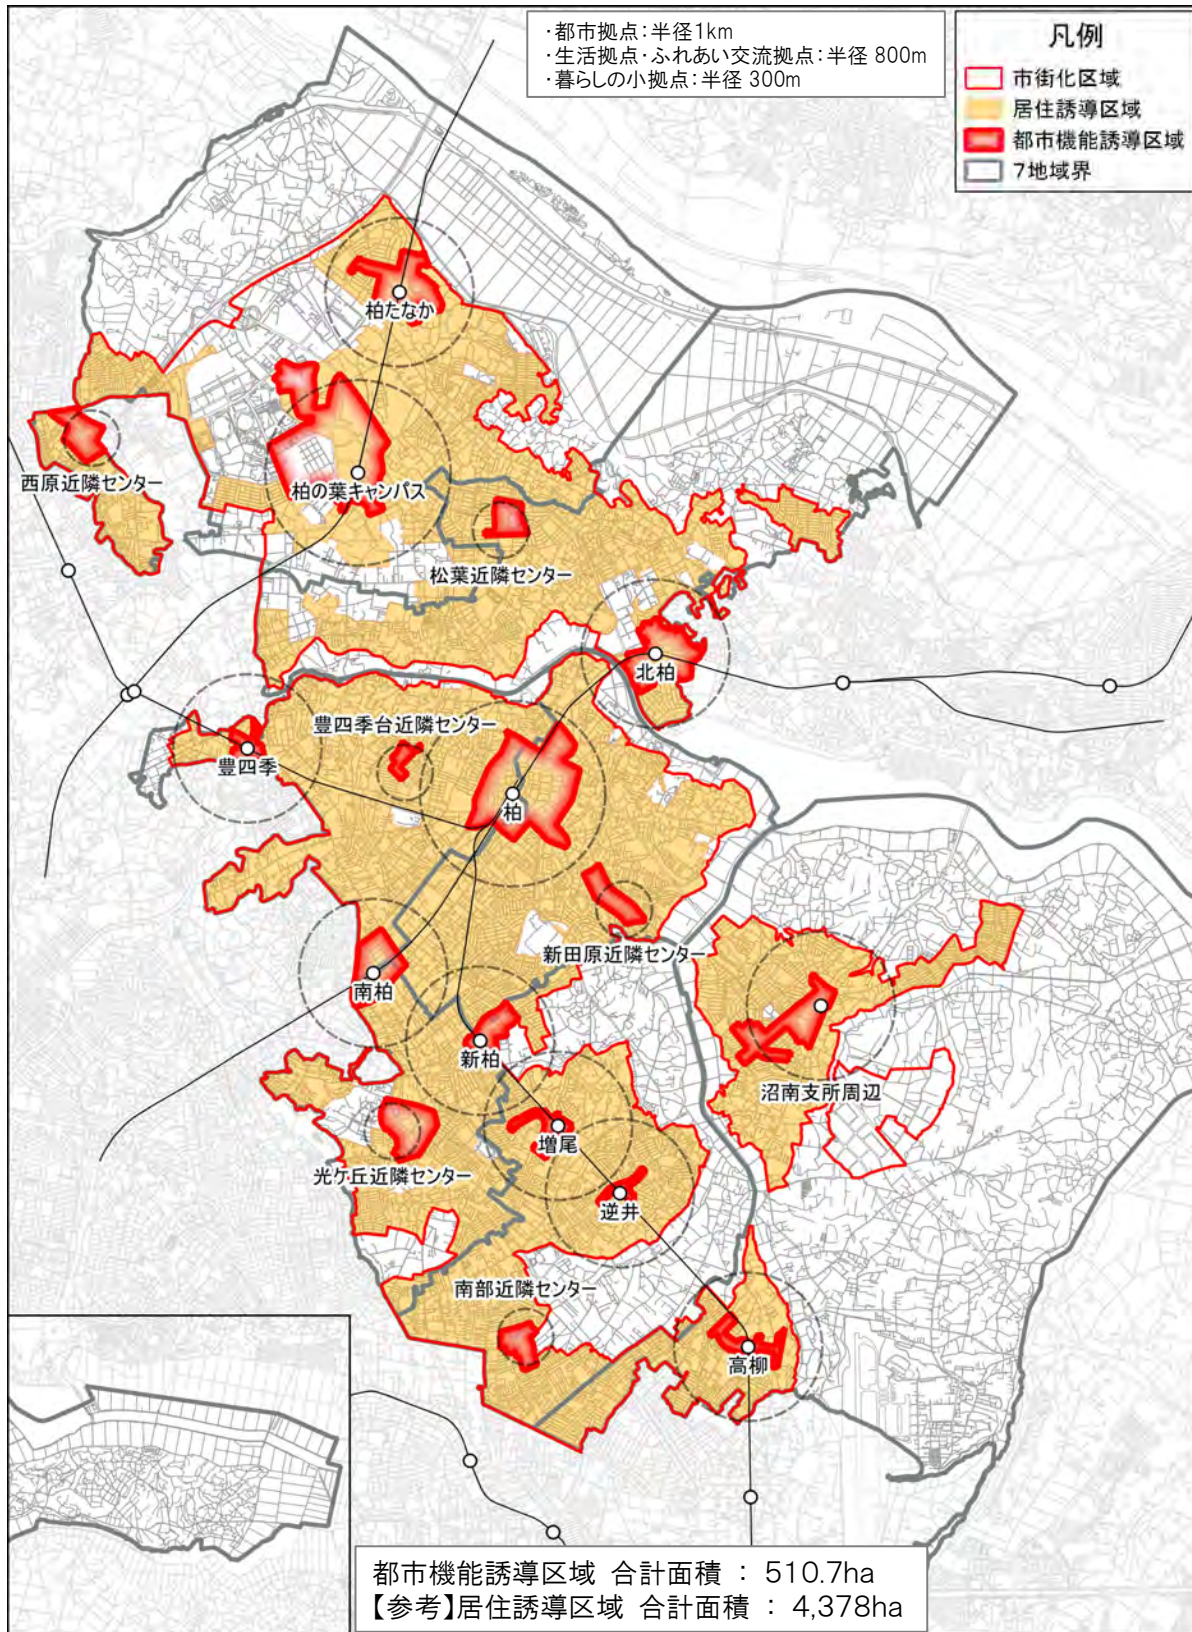 ・都市拠点：半径1km
・生活拠点・ふれあい交流拠点：半径 800m
・暮らしの小拠点：半径 300m
凡例
市街化区域
居住誘導区域
都市機能誘導区域
7地域界
柏たなか
西原近隣センター
柏の葉キャンパス
松葉近隣センター
北柏
豊四季台近隣センター
豊四季
柏
新田原近隣センター
南柏
新柏
沼南支所周辺
増尾
光ケ丘近隣センター
逆井
南部近隣センター
高柳
都市機能誘導区域 合計面積 ： 510.7ha
【参考】居住誘導区域 合計面積 ： 4,378ha